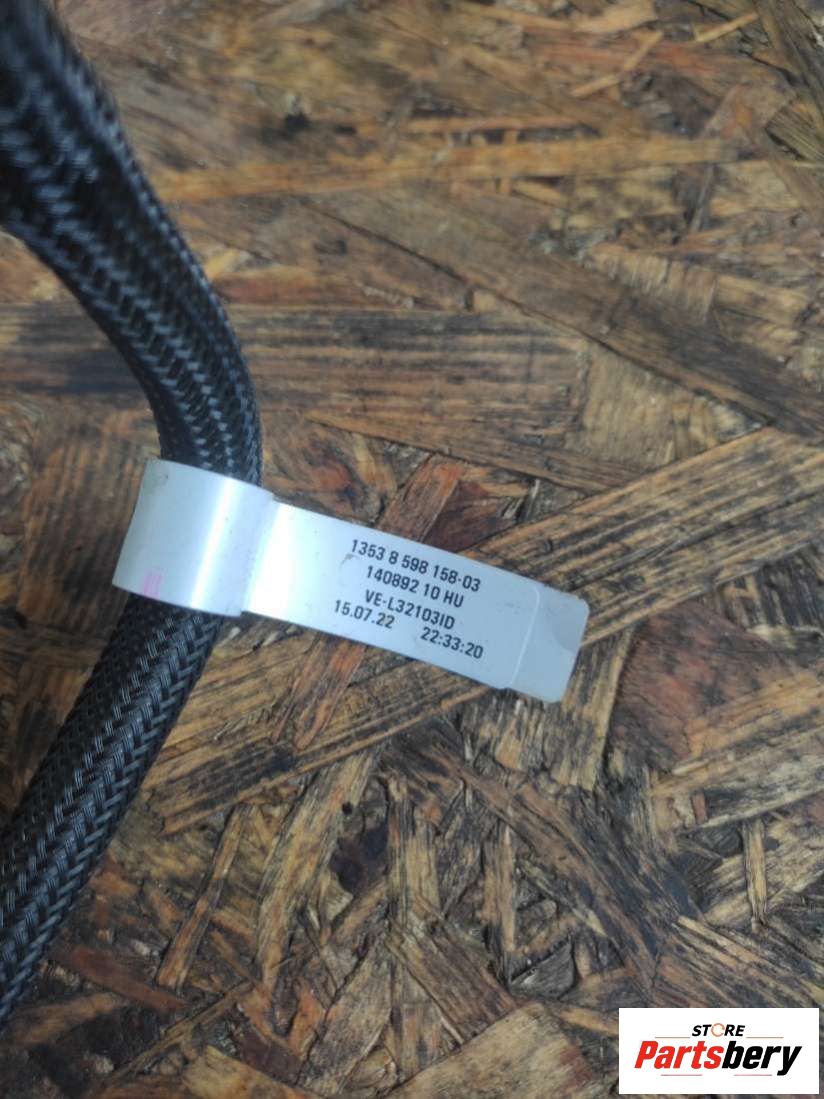 1353 8 598 158-03
140892 10 HU
VE-L32103ID
15.07.22 22:33:20
STORE
Partsbery